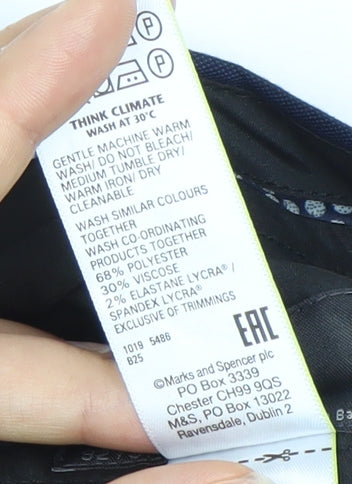 P
P
THINK CLIMATE
WASH AT 30°C
GENTLE MACHINE WARM
WASH/ DO NOT BLEACH/
MEDIUM TUMBLE DRY/
WARM IRON/ DRY
CLEANABLE
WASH SIMILAR COLOURS
TOGETHER
WASH CO-ORDINATING
PRODUCTS TOGETHER
68% POLYESTER
30% VISCOSE
2% ELASTANE LYCRA® /
SPANDEX LYCRA®
EXCLUSIVE OF TRIMMINGS
1019 5486
B25
EAC
©Marks and Spencer plc
PO Box 3339
Chester CH99 9QS
M&S, PO Box 13022
Ravensdale, Dublin 2